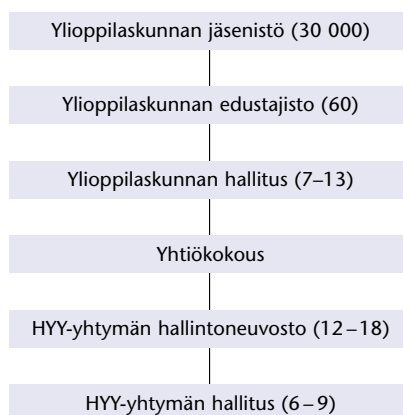 Ylioppilaskunnan jäsenistö (30 000)
Ylioppilaskunnan edustajisto (60)
Ylioppilaskunnan hallitus (7–13)
Yhtiökokous
HYY-yhtymän hallintoneuvosto (12–18)
HYY-yhtymän hallitus (6–9)